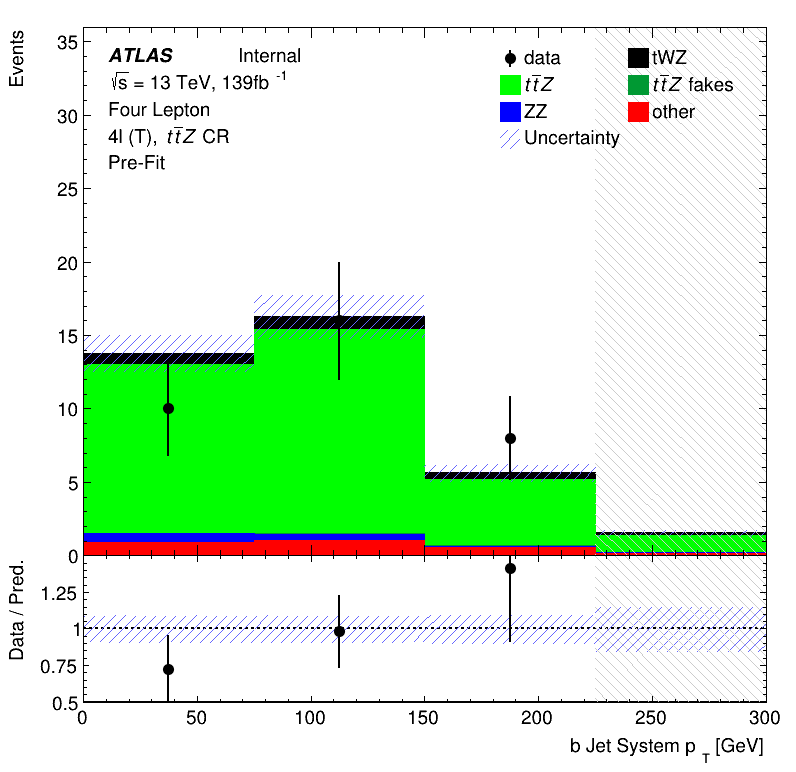 Events
35
30
25
20
15
10
5
0
ATLAS Internal
√s = 13 TeV, 139fb⁻¹
Four Lepton
4l (T), tt̅Z CR
Pre-Fit
data
tt̅Z
ZZ
Uncertainty
tWZ
tt̅Z fakes
other
Data / Pred.
1.25
1
0.75
0.5
0 50 100 150 200 250 300
b Jet System p_T [GeV]